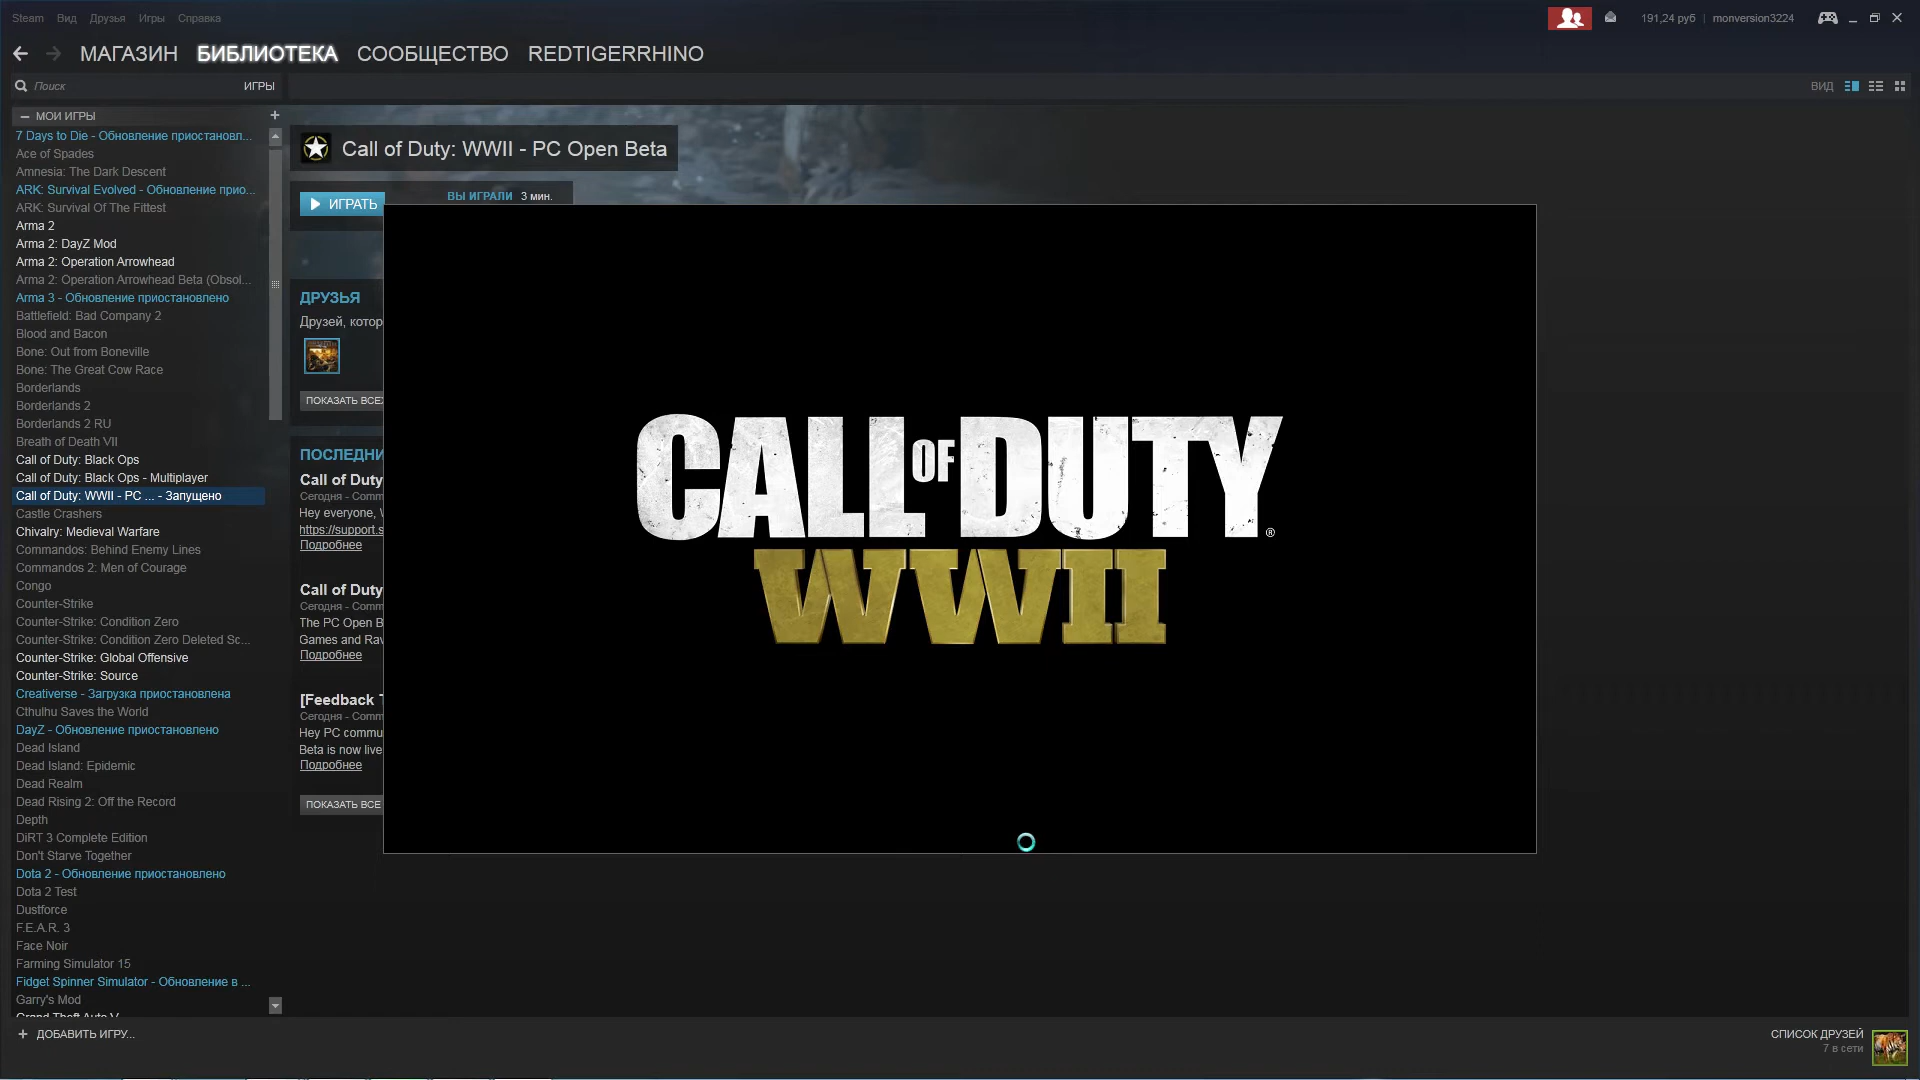 Steam Вид Друзья Игры Справка
191,24 руб monversion3224
МАГАЗИН БИБЛИОТЕКА СООБЩЕСТВО REDTIGERRHINO
Поиск ИГРЫ
ВИД
МОИ ИГРЫ
7 Days to Die - Обновление приостановл...
Ace of Spades
Amnesia: The Dark Descent
ARK: Survival Evolved - Обновление прио...
ARK: Survival Of The Fittest
Arma 2
Arma 2: DayZ Mod
Arma 2: Operation Arrowhead
Arma 2: Operation Arrowhead Beta (Obsol...
Arma 3 - Обновление приостановлено
Battlefield: Bad Company 2
Blood and Bacon
Bone: Out from Boneville
Bone: The Great Cow Race
Borderlands
Borderlands 2
Borderlands 2 RU
Breath of Death VII
Call of Duty: Black Ops
Call of Duty: Black Ops - Multiplayer
Call of Duty: WWII - PC ... - Запущено
Castle Crashers
Chivalry: Medieval Warfare
Commandos: Behind Enemy Lines
Commandos 2: Men of Courage
Congo
Counter-Strike
Counter-Strike: Condition Zero
Counter-Strike: Condition Zero Deleted Sc...
Counter-Strike: Global Offensive
Counter-Strike: Source
Creativerse - Загрузка приостановлена
Cthulhu Saves the World
DayZ - Обновление приостановлено
Dead Island
Dead Island: Epidemic
Dead Realm
Dead Rising 2: Off the Record
Depth
DiRT 3 Complete Edition
Don't Starve Together
Dota 2 - Обновление приостановлено
Dota 2 Test
Dustforce
F.E.A.R. 3
Face Noir
Farming Simulator 15
Fidget Spinner Simulator - Обновление в ...
Garry's Mod
Grand Theft Auto V
ДОБАВИТЬ ИГРУ...
Call of Duty: WWII - PC Open Beta
ИГРАТЬ
ВЫ ИГРАЛИ 3 мин.
ДРУЗЬЯ
Друзей, котор
ПОКАЗАТЬ ВСЕХ
ПОСЛЕДНИ
Call of Duty
Сегодня - Comm
Hey everyone,
https://support.s
Подробнее
Call of Duty
Сегодня - Comm
The PC Open B
Games and Rav
Подробнее
[Feedback
Сегодня - Comm
Hey PC commu
Beta is now live
Подробнее
ПОКАЗАТЬ ВСЕ
CALL OF DUTY®
WWII
СПИСОК ДРУЗЕЙ
7 в сети